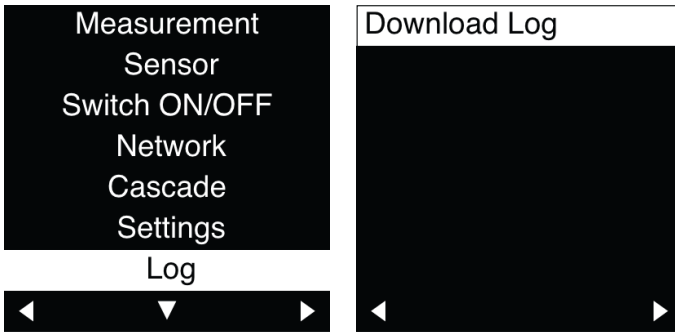 Measurement
Sensor
Switch ON/OFF
Network
Cascade
Settings
Log
Download Log